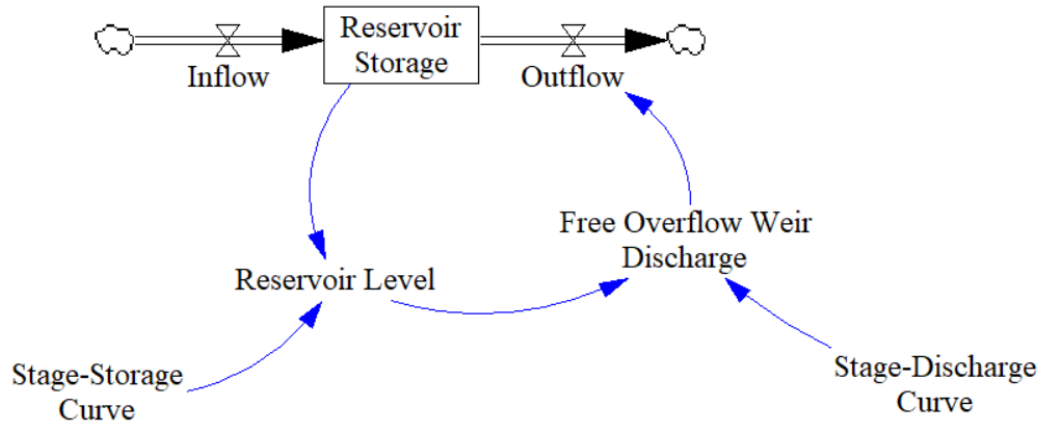 Reservoir
Storage
Inflow
Outflow
Free Overflow Weir
Discharge
Reservoir Level
Stage-Storage
Curve
Stage-Discharge
Curve